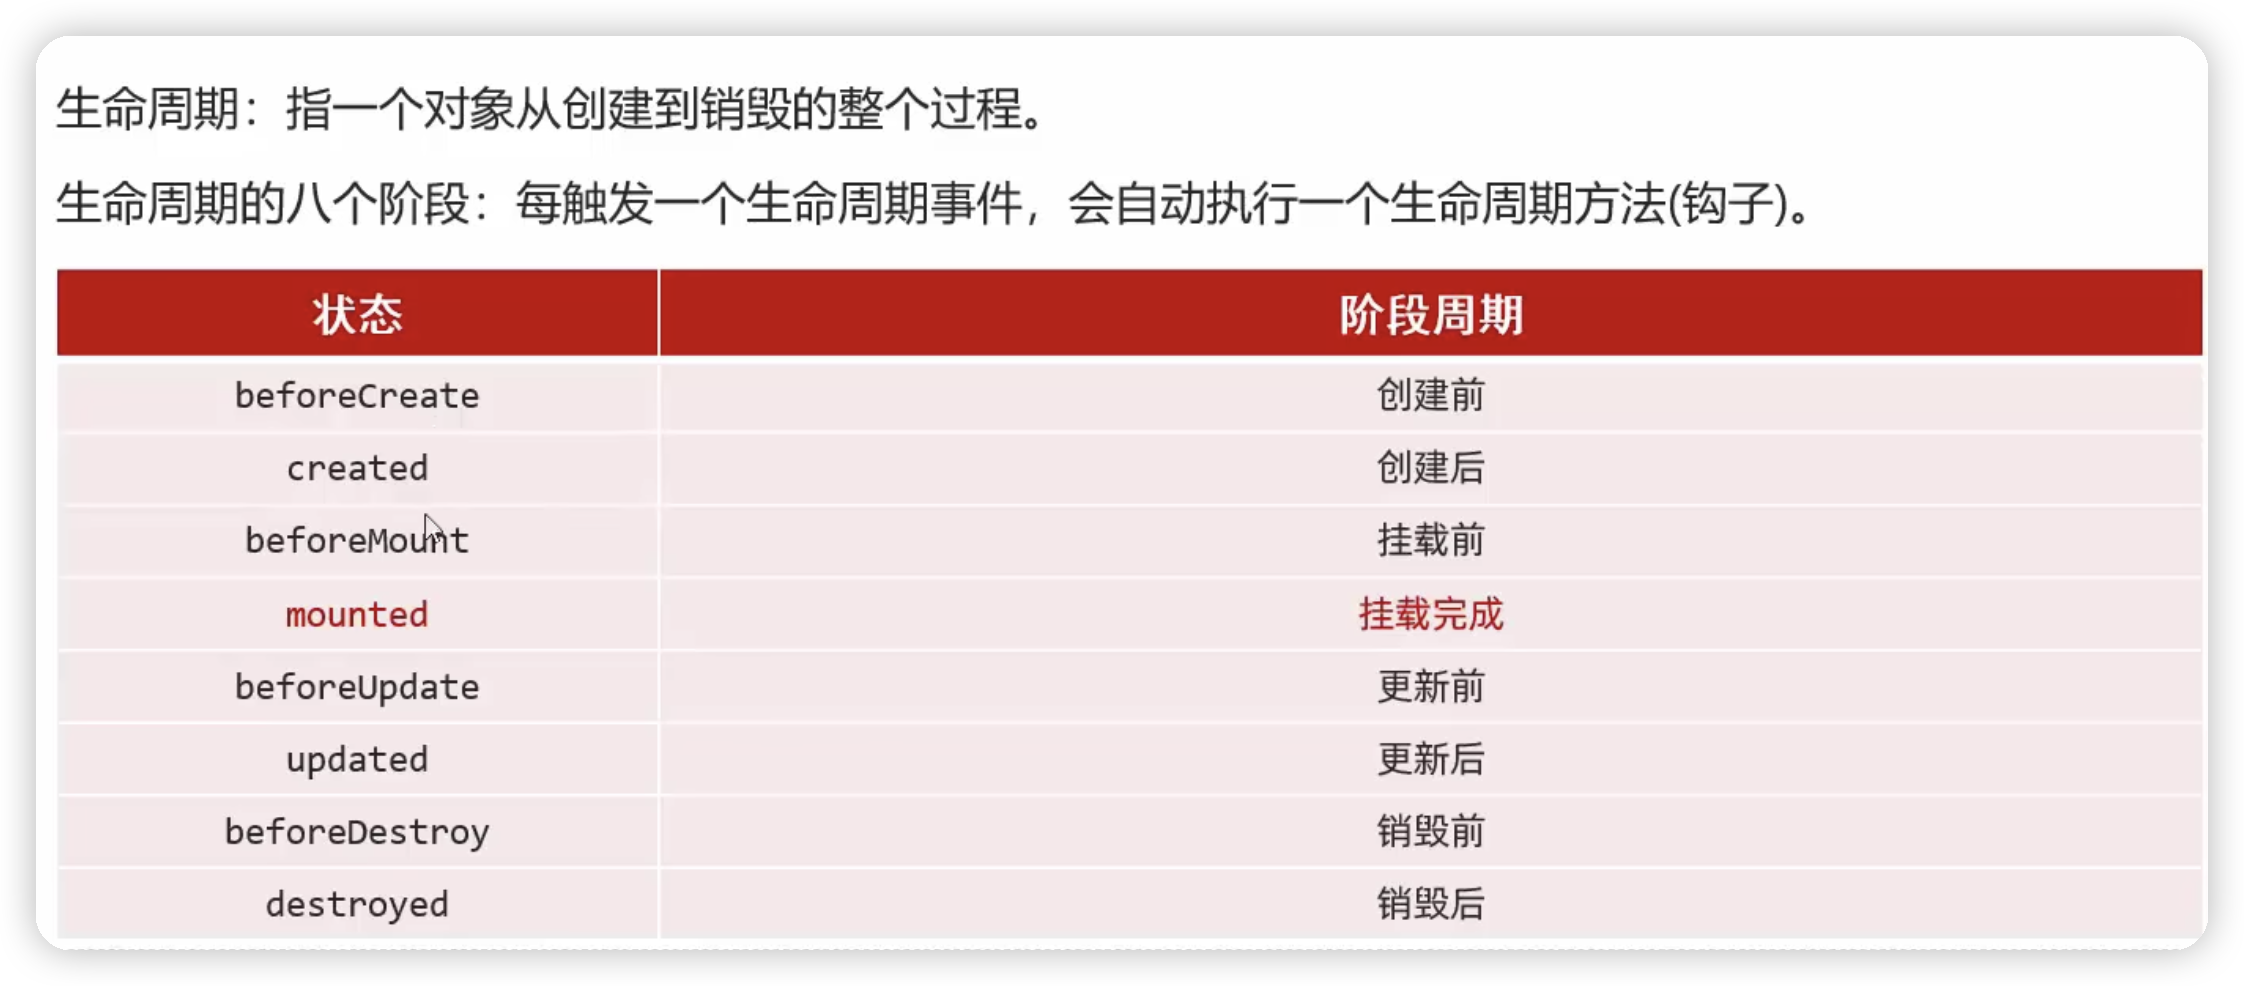 生命周期：指一个对象从创建到销毁的整个过程。
生命周期的八个阶段：每触发一个生命周期事件，会自动执行一个生命周期方法(钩子)。
状态 阶段周期
beforeCreate 创建前
created 创建后
beforeMount 挂载前
mounted 挂载完成
beforeUpdate 更新前
updated 更新后
beforeDestroy 销毁前
destroyed 销毁后